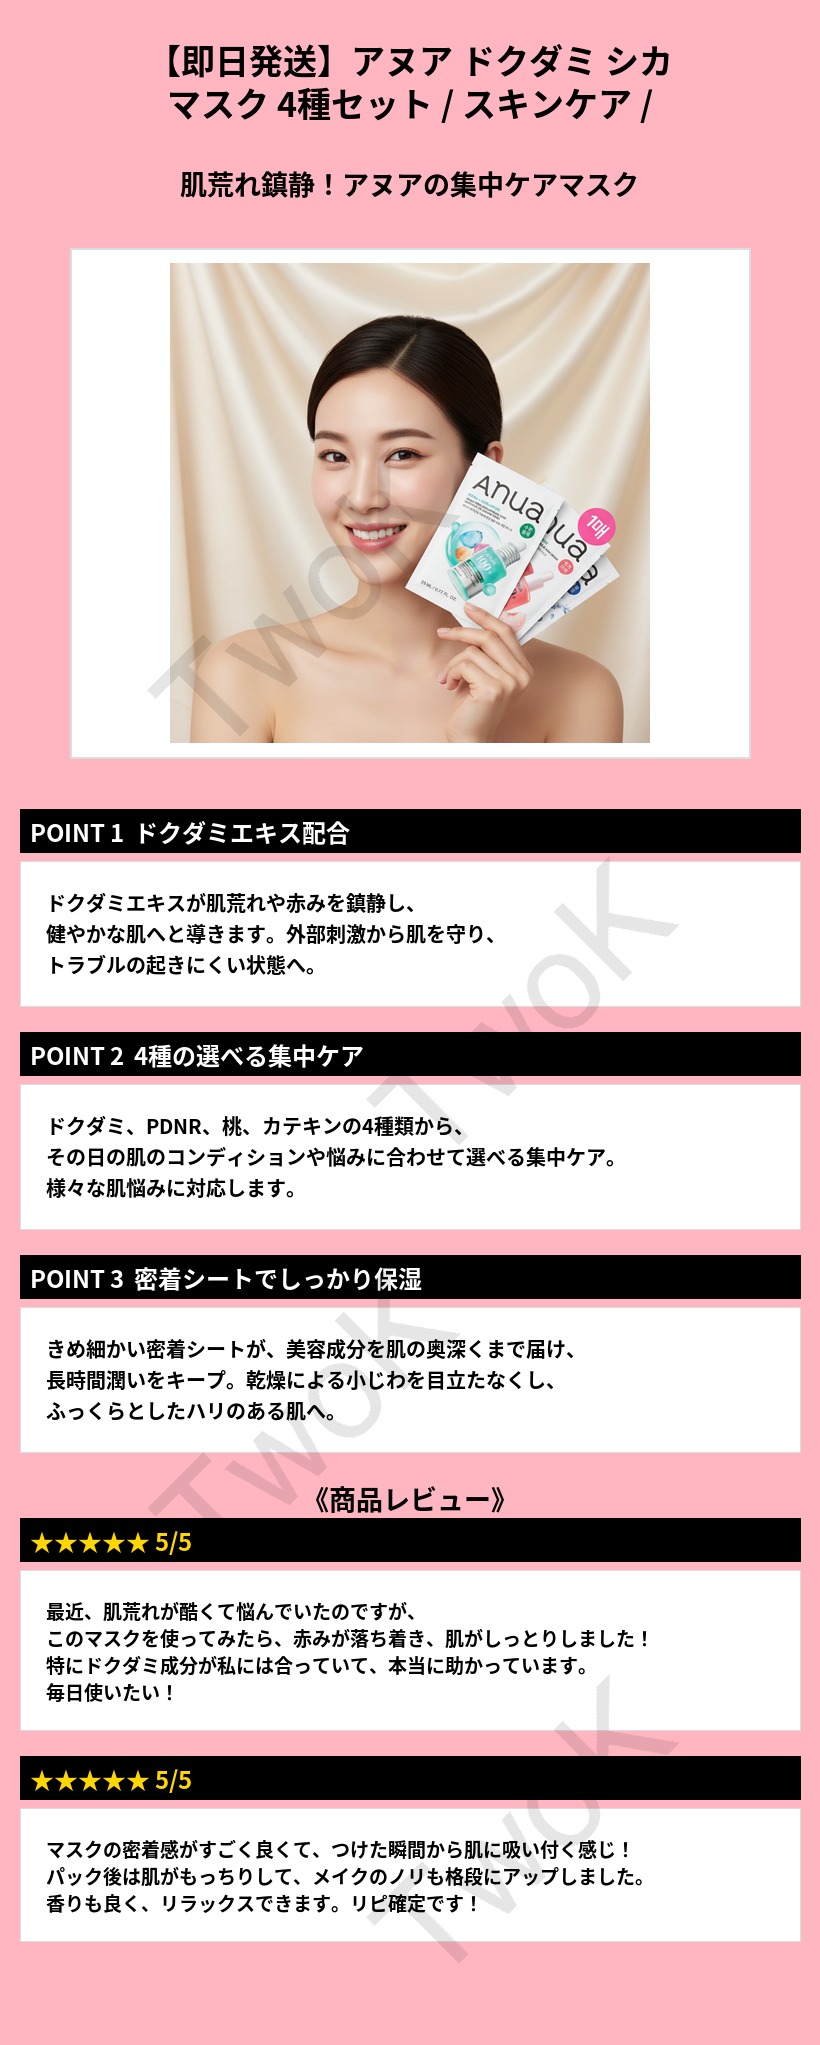 【即日発送】アヌア ドクダミ シカ
マスク 4種セット / スキンケア /
肌荒れ鎮静！アヌアの集中ケアマスク
Anua
nua
1매
TwoK
POINT 1 ドクダミエキス配合
ドクダミエキスが肌荒れや赤みを鎮静し、
健やかな肌へと導きます。外部刺激から肌を守り、
トラブルの起きにくい状態へ。
TwoK
POINT 2 4種の選べる集中ケア
ドクダミ、PDNR、桃、カテキンの4種類から、
その日の肌のコンディションや悩みに合わせて選べる集中ケア。
様々な肌悩みに対応します。
POINT 3 密着シートでしっかり保湿
きめ細かい密着シートが、美容成分を肌の奥深くまで届け、
長時間潤いをキープ。乾燥による小じわを目立たなくし、
ふっくらとしたハリのある肌へ。
TwoK
《商品レビュー》
★★★★★ 5/5
最近、肌荒れが酷くて悩んでいたのですが、
このマスクを使ってみたら、赤みが落ち着き、肌がしっとりしました！
特にドクダミ成分が私には合っていて、本当に助かっています。
毎日使いたい！
★★★★★ 5/5
マスクの密着感がすごく良くて、つけた瞬間から肌に吸い付く感じ！
パック後は肌がもっちりして、メイクのノリも格段にアップしました。
香りも良く、リラックスできます。リピ確定です！
TwoK